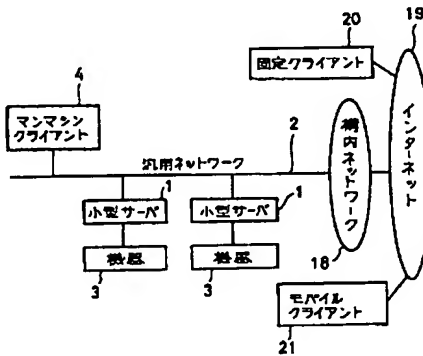 19
20
固定クライアント
4
マンマシン
クライアント
インターネット
構内ネットワーク
2
汎用ネットワーク
1
1
小型サーバ
小型サーバ
機器
機器
3
3
18
モバイル
クライアント
21